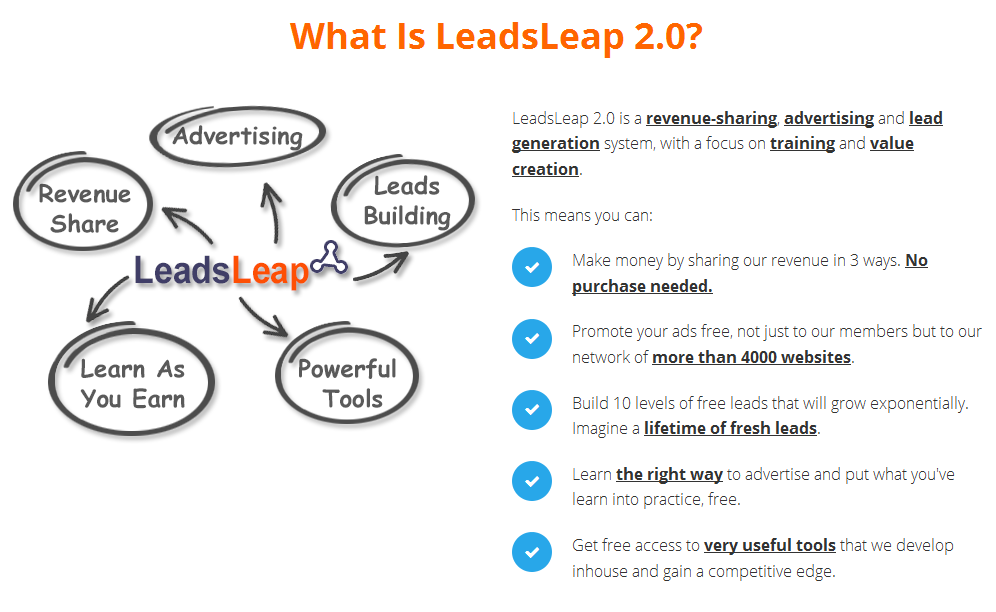 What Is LeadsLeap 2.0?
Advertising
Revenue
Share
Leads
Building
LeadsLeap
Learn As
You Earn
Powerful
Tools
LeadsLeap 2.0 is a revenue-sharing, advertising and lead
generation system, with a focus on training and value
creation.
This means you can:
Make money by sharing our revenue in 3 ways. No
purchase needed.
Promote your ads free, not just to our members but to our
network of more than 4000 websites.
Build 10 levels of free leads that will grow exponentially.
Imagine a lifetime of fresh leads.
Learn the right way to advertise and put what you've
learn into practice, free.
Get free access to very useful tools that we develop
inhouse and gain a competitive edge.